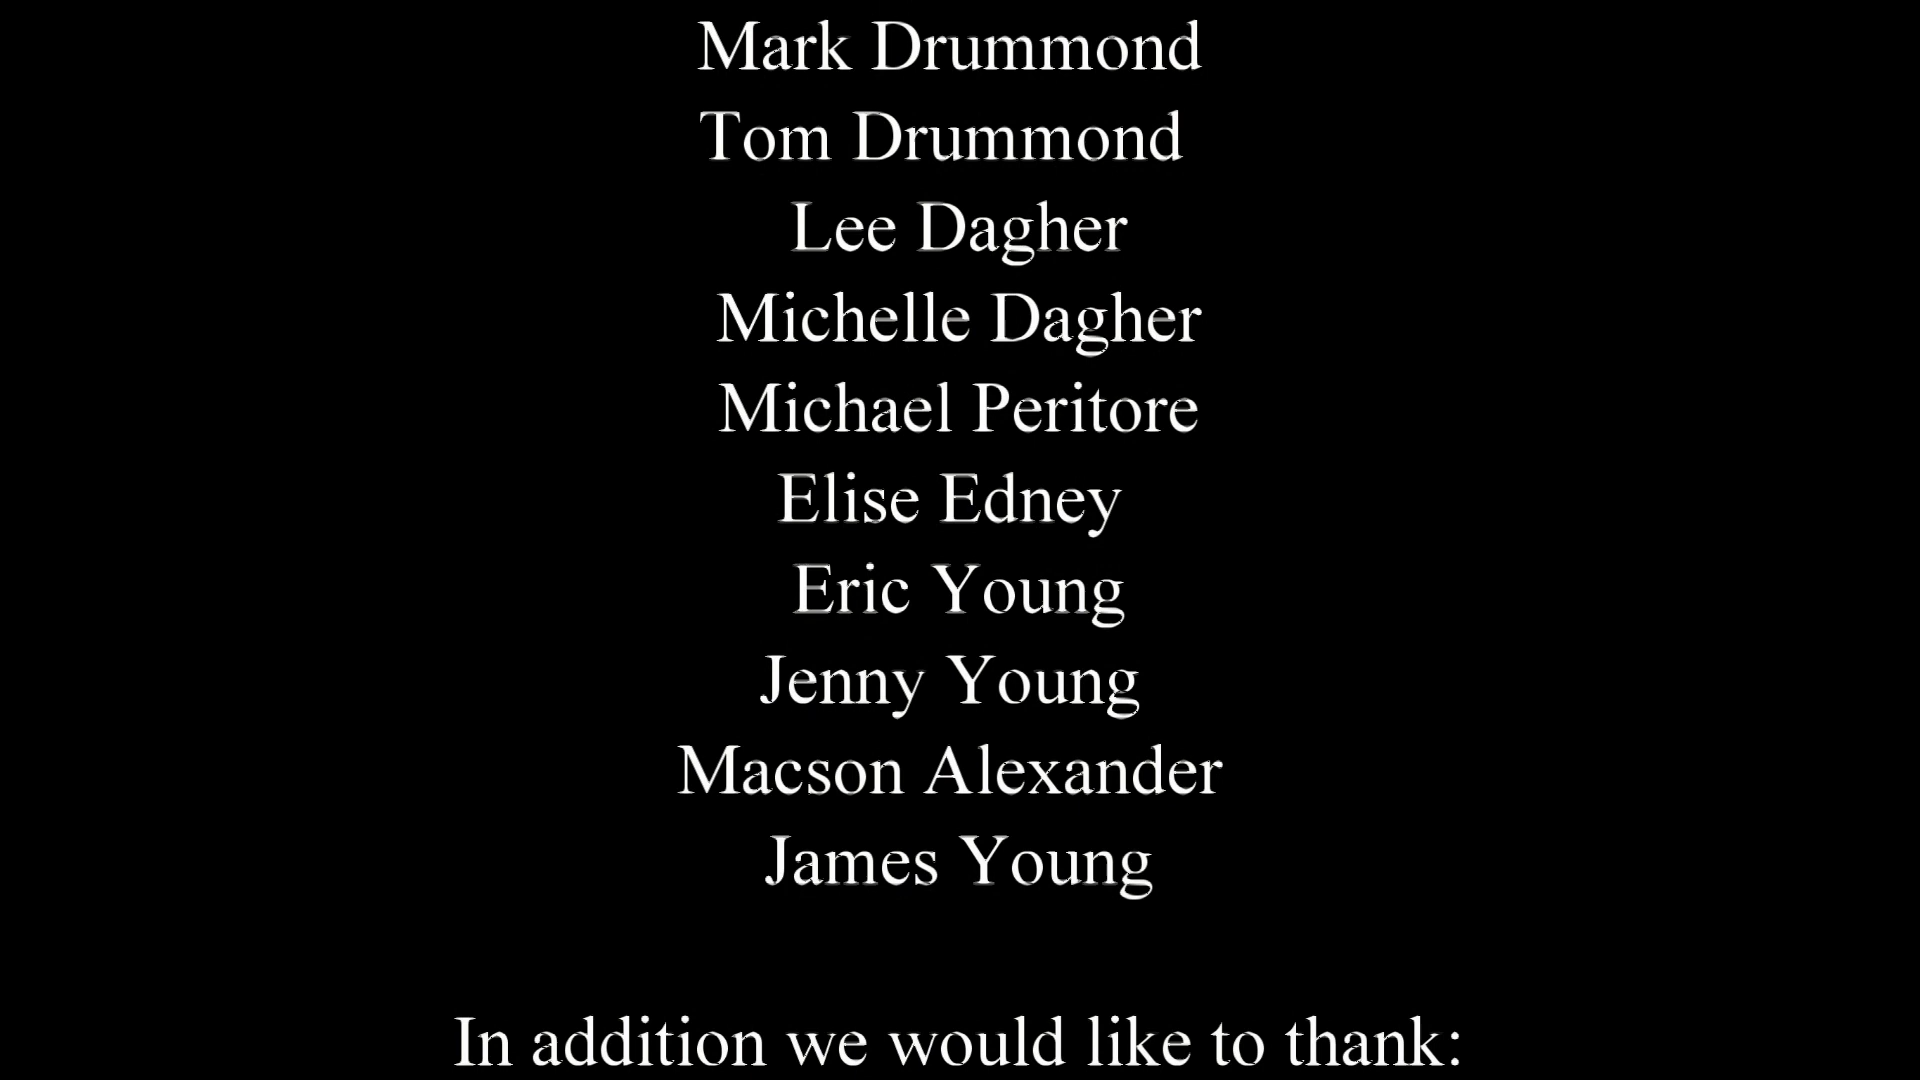 Mark Drummond
Tom Drummond
Lee Dagher
Michelle Dagher
Michael Peritore
Elise Edney
Eric Young
Jenny Young
Macson Alexander
James Young
In addition we would like to thank: